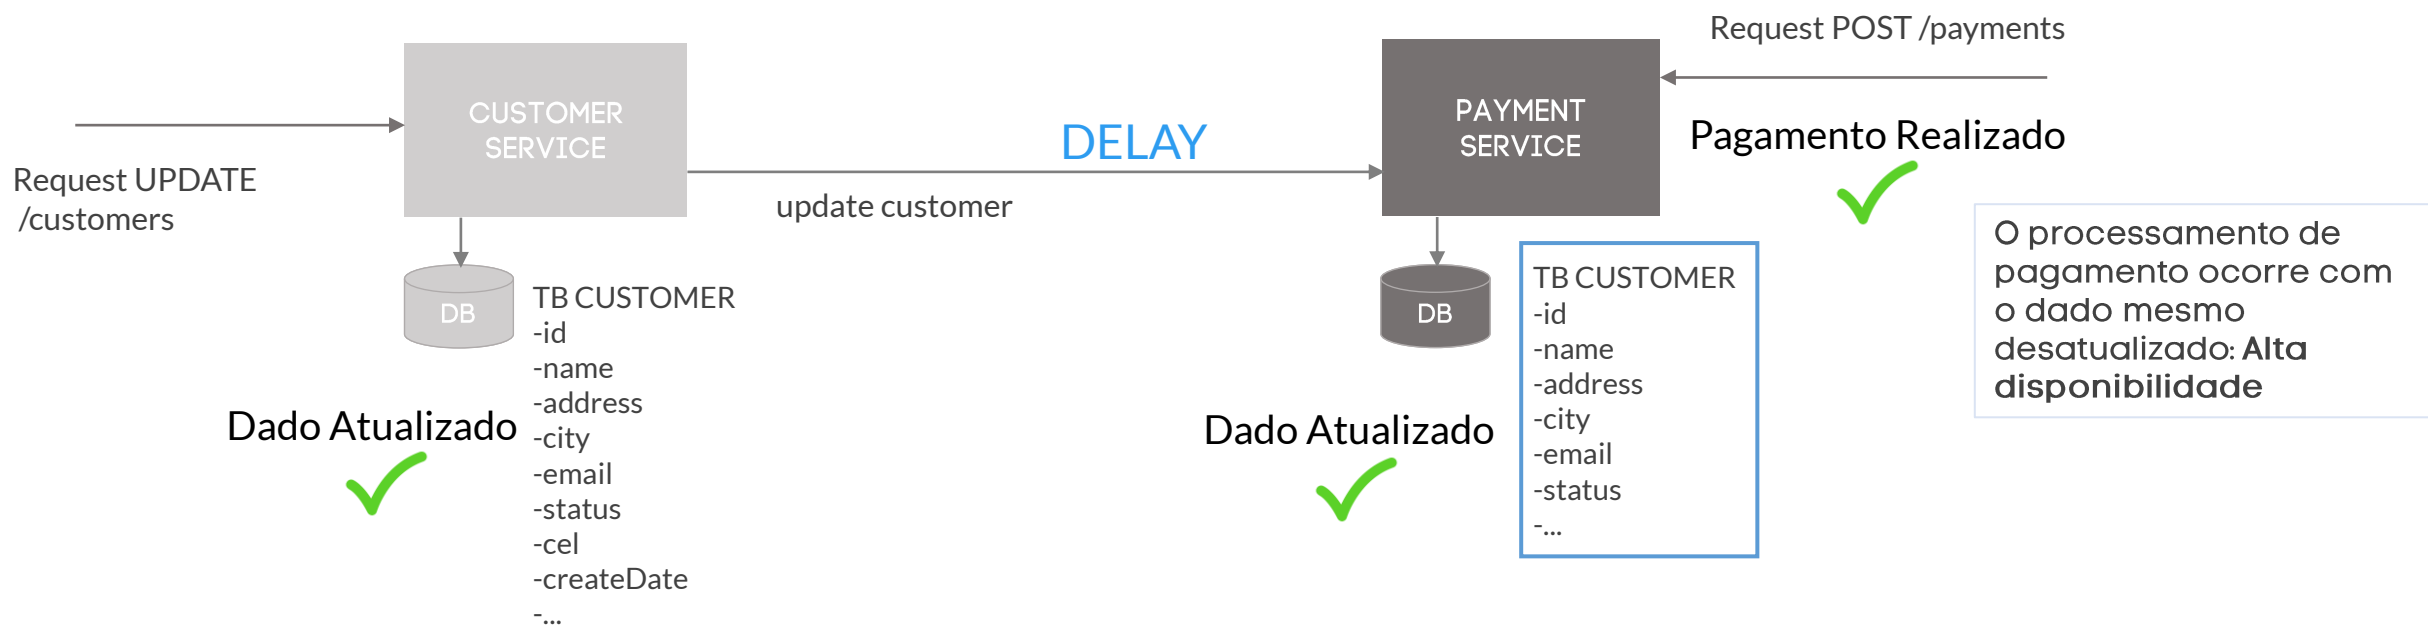 Request UPDATE
/customers
CUSTOMER
SERVICE
DB
TB CUSTOMER
-id
-name
-address
-city
-email
-status
-cel
-createDate
-...
Dado Atualizado
DELAY
update customer
PAYMENT
SERVICE
DB
TB CUSTOMER
-id
-name
-address
-city
-email
-status
-...
Dado Atualizado
Request POST /payments
Pagamento Realizado
O processamento de
pagamento ocorre com
o dado mesmo
desatualizado: Alta
disponibilidade